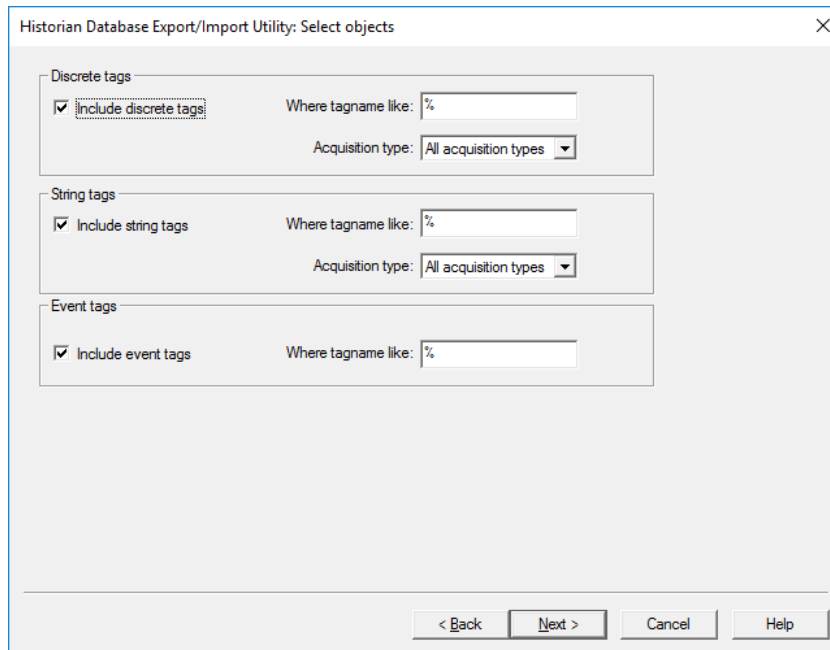 Historian Database Export/Import Utility: Select objects
Discrete tags
Include discrete tags Where tagname like: %
Acquisition type: All acquisition types
String tags
Include string tags Where tagname like: %
Acquisition type: All acquisition types
Event tags
Include event tags Where tagname like: %
< Back Next > Cancel Help